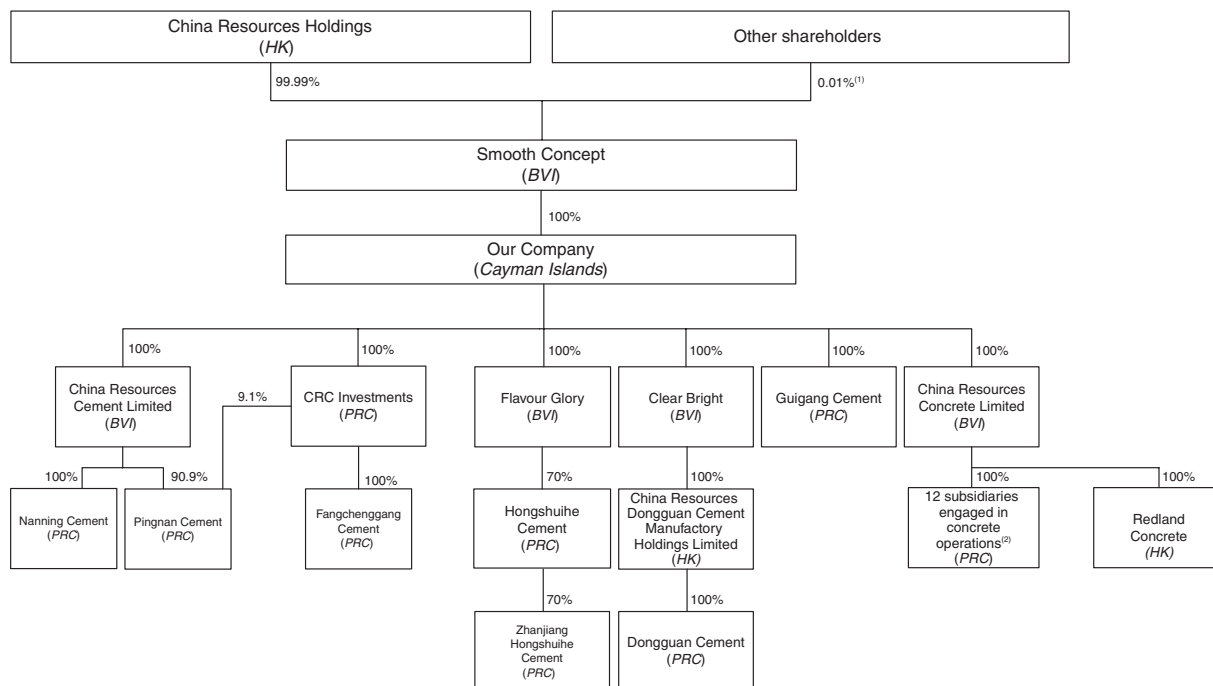 China Resources Holdings
(HK)
Other shareholders
99.99%
0.01%(1)
Smooth Concept
(BVI)
100%
Our Company
(Cayman Islands)
100%
100%
100%
100%
100%
100%
China Resources
Cement Limited
(BVI)
9.1%
CRC Investments
(PRC)
Flavour Glory
(BVI)
Clear Bright
(BVI)
Guigang Cement
(PRC)
China Resources
Concrete Limited
(BVI)
100%
90.9%
100%
70%
100%
100%
100%
Nanning Cement
(PRC)
Pingnan Cement
(PRC)
Fangchenggang
Cement
(PRC)
Hongshuihe
Cement
(PRC)
China Resources
Dongguan Cement
Manufactory
Holdings Limited
(HK)
12 subsidiaries
engaged in
concrete
operations(2)
(PRC)
Redland
Concrete
(HK)
70%
100%
Zhanjiang
Hongshuihe
Cement
(PRC)
Dongguan Cement
(PRC)